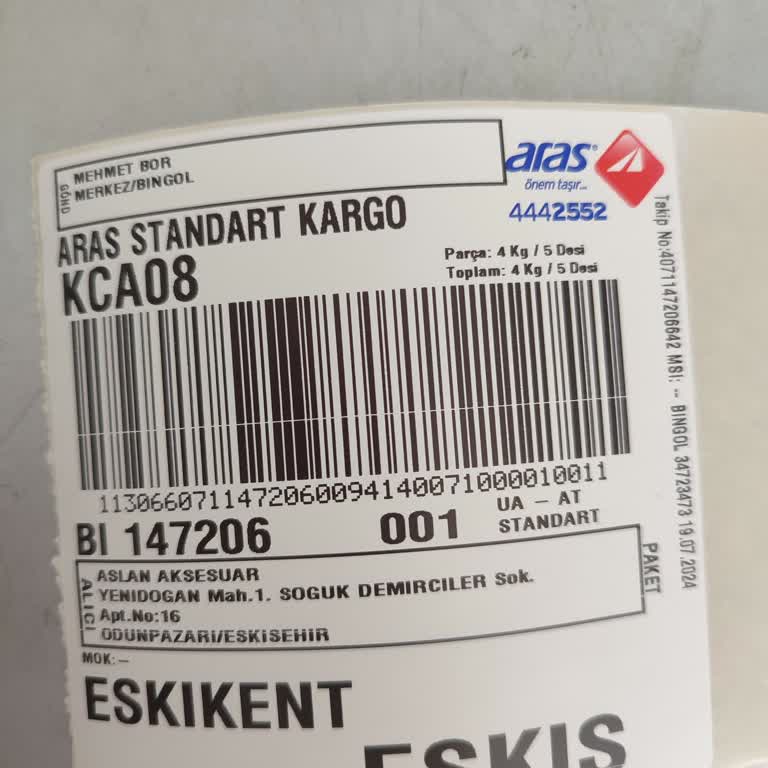 GÖND
MEHMET BOR
MERKEZ/BINGOL
aras
önem taşır...
4442552
ARAS STANDART KARGO
KCA08
Parça: 4 Kg / 5 Desi
Toplam: 4 Kg / 5 Desi
Takip No:4071147206642 MSI: -- BINGOL 34723473 19.07.2024
1130660711472060094140071000010011
BI 147206
001
UA – AT
STANDART
PAKET
ALICI
ASLAN AKSESUAR
YENIDOGAN Mah.1. SOGUK DEMIRCILER Sok.
Apt.No:16
ODUNPAZARI/ESKiSEHIR
MOK:--
ESKIKENT
ESKIS